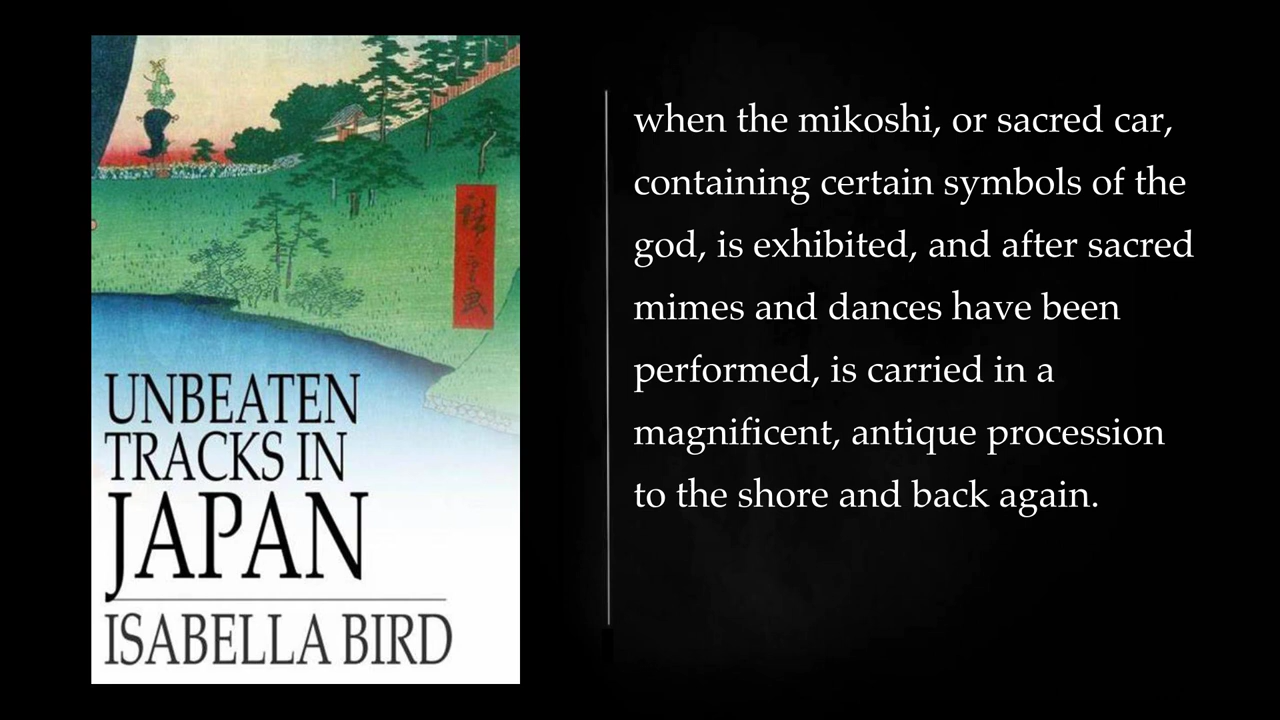 UNBEATEN
TRACKS IN
JAPAN
ISABELLA BIRD
when the mikoshi, or sacred car,
containing certain symbols of the
god, is exhibited, and after sacred
mimes and dances have been
performed, is carried in a
magnificent, antique procession
to the shore and back again.